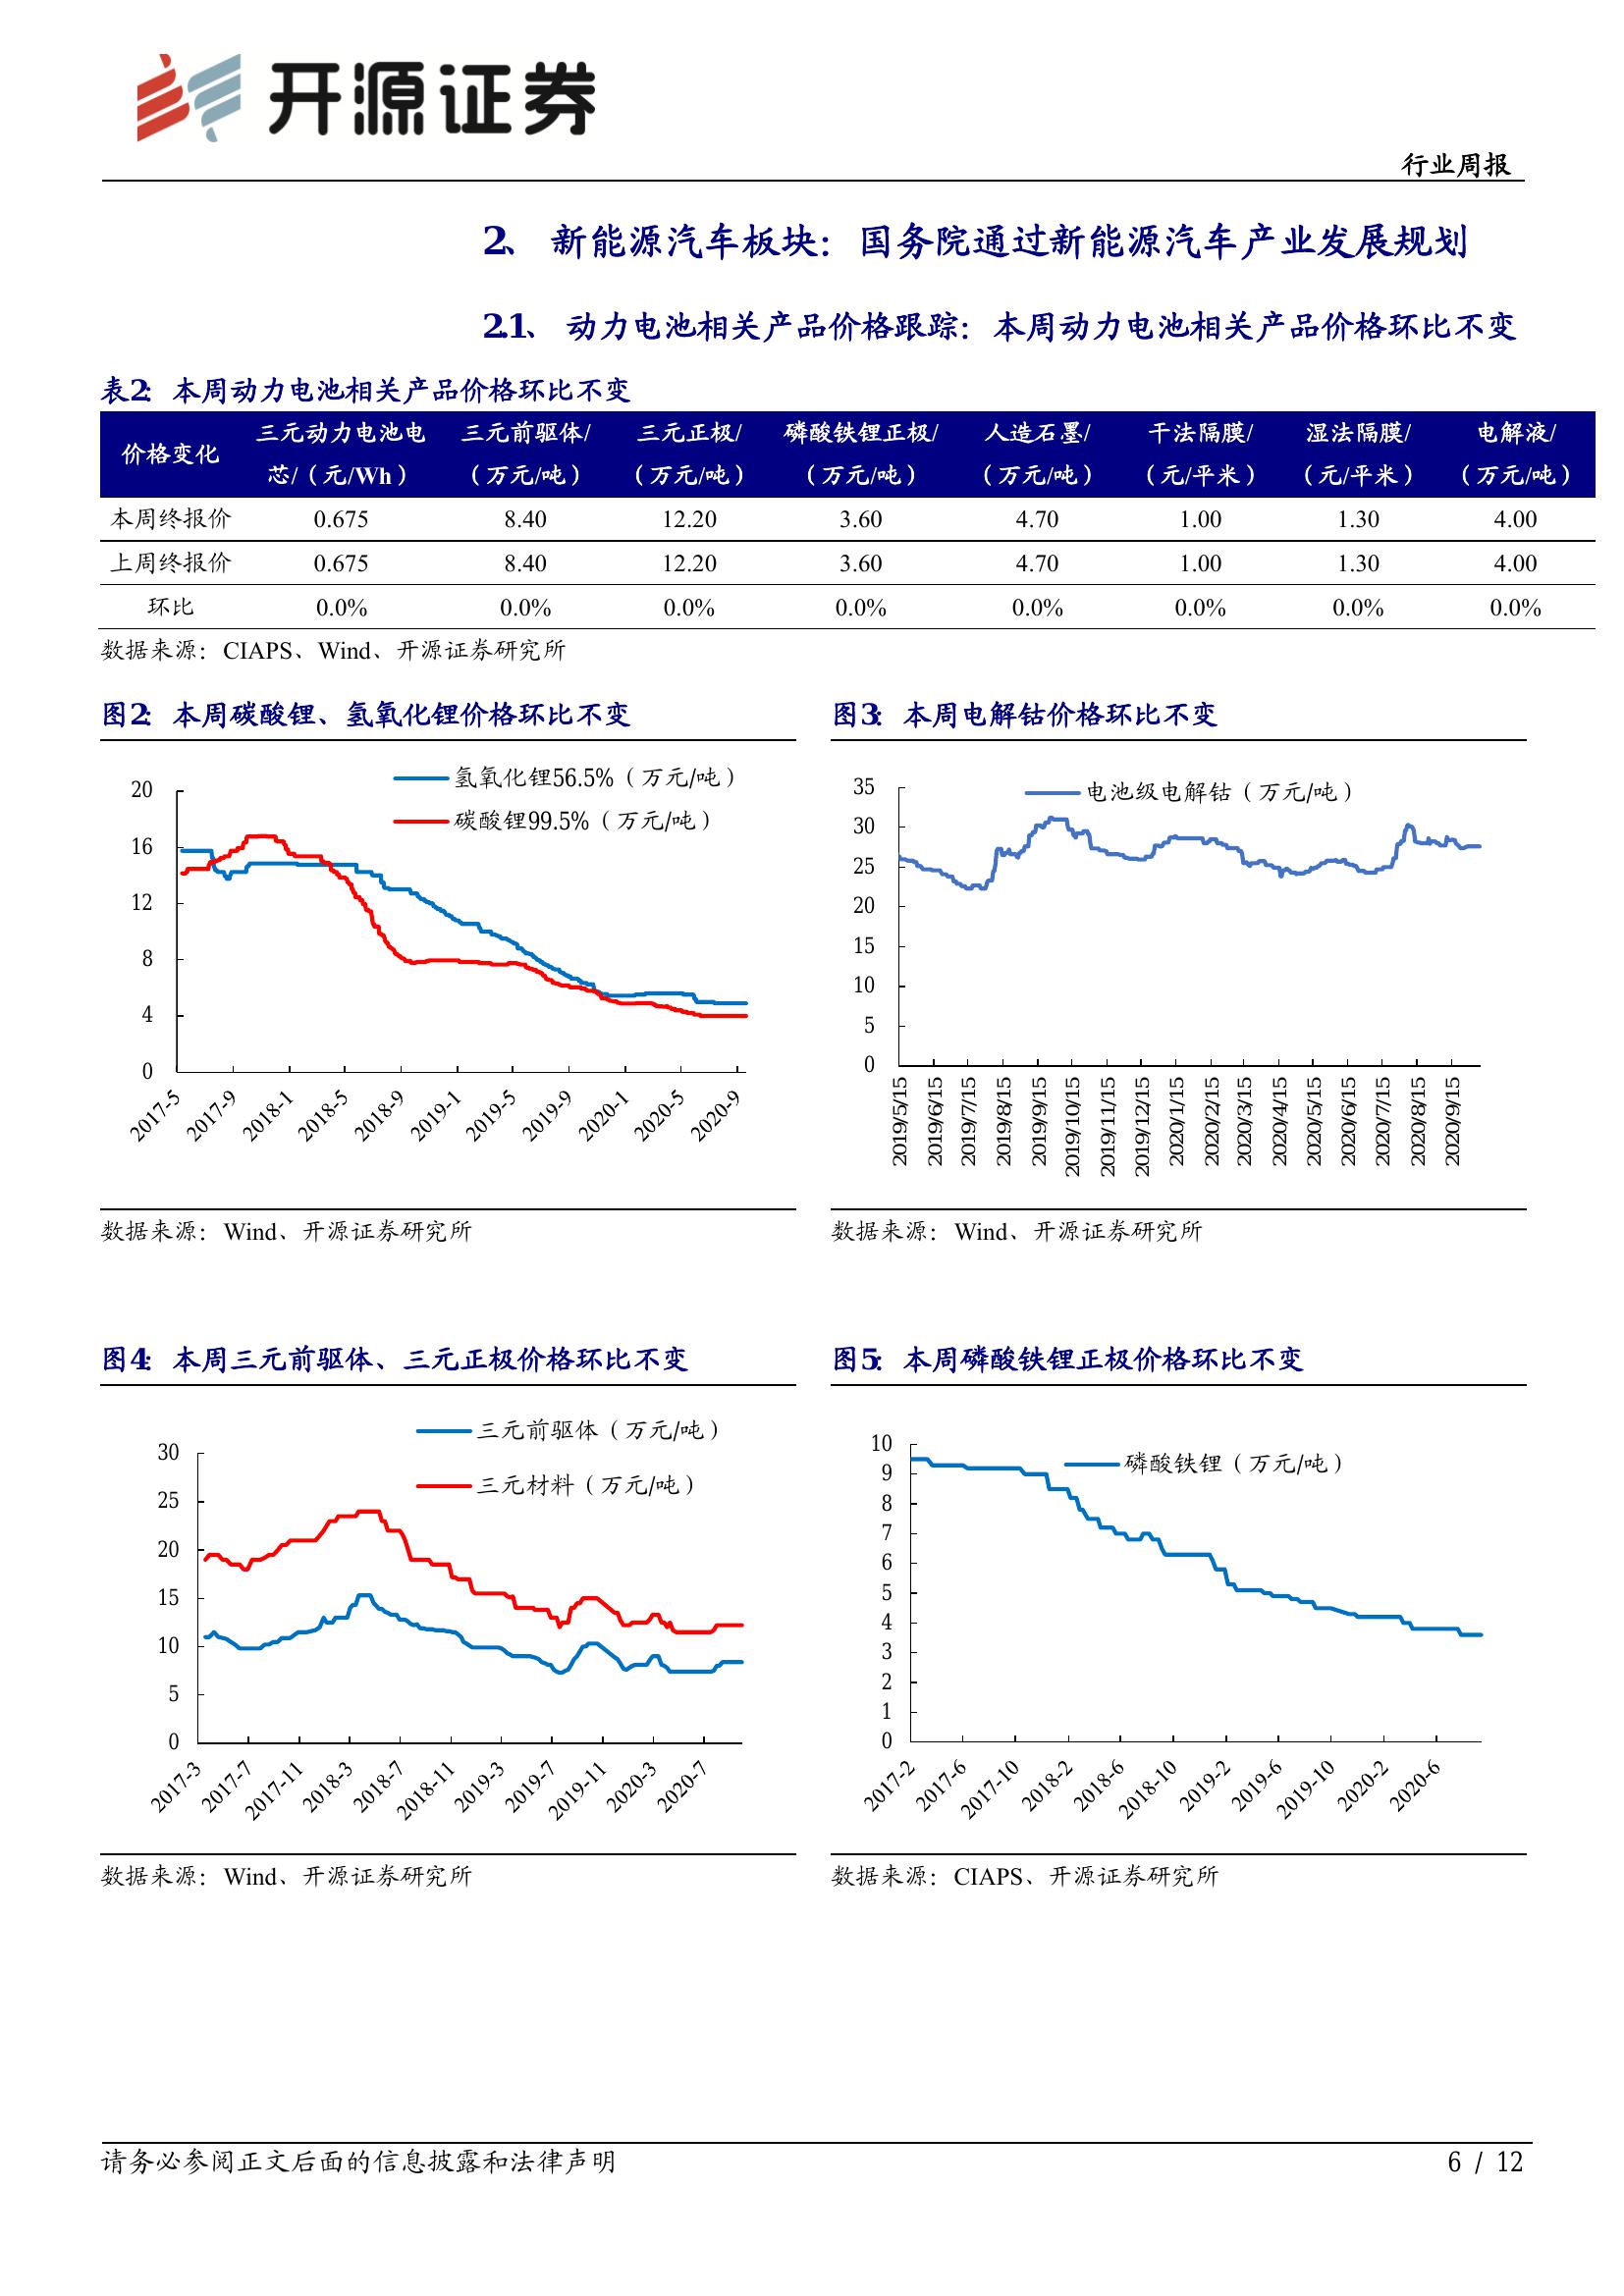 开源证券
行业周报
2、 新能源汽车板块：国务院通过新能源汽车产业发展规划
2.1、 动力电池相关产品价格跟踪：本周动力电池相关产品价格环比不变
表2：本周动力电池相关产品价格环比不变
价格变化 三元动力电池电芯/（元/Wh） 三元前驱体/（万元/吨） 三元正极/（万元/吨） 磷酸铁锂正极/（万元/吨） 人造石墨/（万元/吨） 干法隔膜/（元/平米） 湿法隔膜/（元/平米） 电解液/（万元/吨）
本周终报价 0.675 8.40 12.20 3.60 4.70 1.00 1.30 4.00
上周终报价 0.675 8.40 12.20 3.60 4.70 1.00 1.30 4.00
环比 0.0% 0.0% 0.0% 0.0% 0.0% 0.0% 0.0% 0.0%
数据来源：CIAPS、Wind、开源证券研究所
图2：本周碳酸锂、氢氧化锂价格环比不变
氢氧化锂56.5%（万元/吨）
碳酸锂99.5%（万元/吨）
20
16
12
8
4
0
2017-5 2017-9 2018-1 2018-5 2018-9 2019-1 2019-5 2019-9 2020-1 2020-5 2020-9
数据来源：Wind、开源证券研究所
图3：本周电解钴价格环比不变
电池级电解钴（万元/吨）
35
30
25
20
15
10
5
0
2019/5/15 2019/6/15 2019/7/15 2019/8/15 2019/9/15 2019/10/15 2019/11/15 2019/12/15 2020/1/15 2020/2/15 2020/3/15 2020/4/15 2020/5/15 2020/6/15 2020/7/15 2020/8/15 2020/9/15
数据来源：Wind、开源证券研究所
图4：本周三元前驱体、三元正极价格环比不变
三元前驱体（万元/吨）
三元材料（万元/吨）
30
25
20
15
10
5
0
2017-3 2017-7 2017-11 2018-3 2018-7 2018-11 2019-3 2019-7 2019-11 2020-3 2020-7
数据来源：Wind、开源证券研究所
图5：本周磷酸铁锂正极价格环比不变
磷酸铁锂（万元/吨）
10
9
8
7
6
5
4
3
2
1
0
2017-2 2017-6 2017-10 2018-2 2018-6 2018-10 2019-2 2019-6 2019-10 2020-2 2020-6
数据来源：CIAPS、开源证券研究所
请务必参阅正文后面的信息披露和法律声明
6 / 12